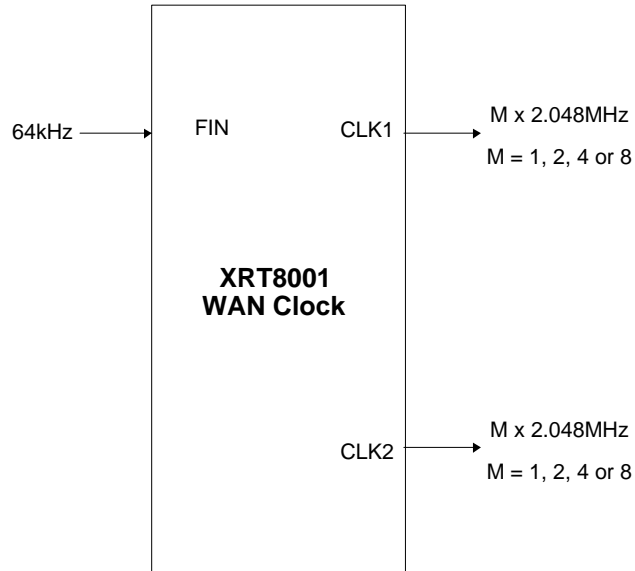 64kHz
FIN
CLK1
M x 2.048MHz
M = 1, 2, 4 or 8
XRT8001
WAN Clock
CLK2
M x 2.048MHz
M = 1, 2, 4 or 8